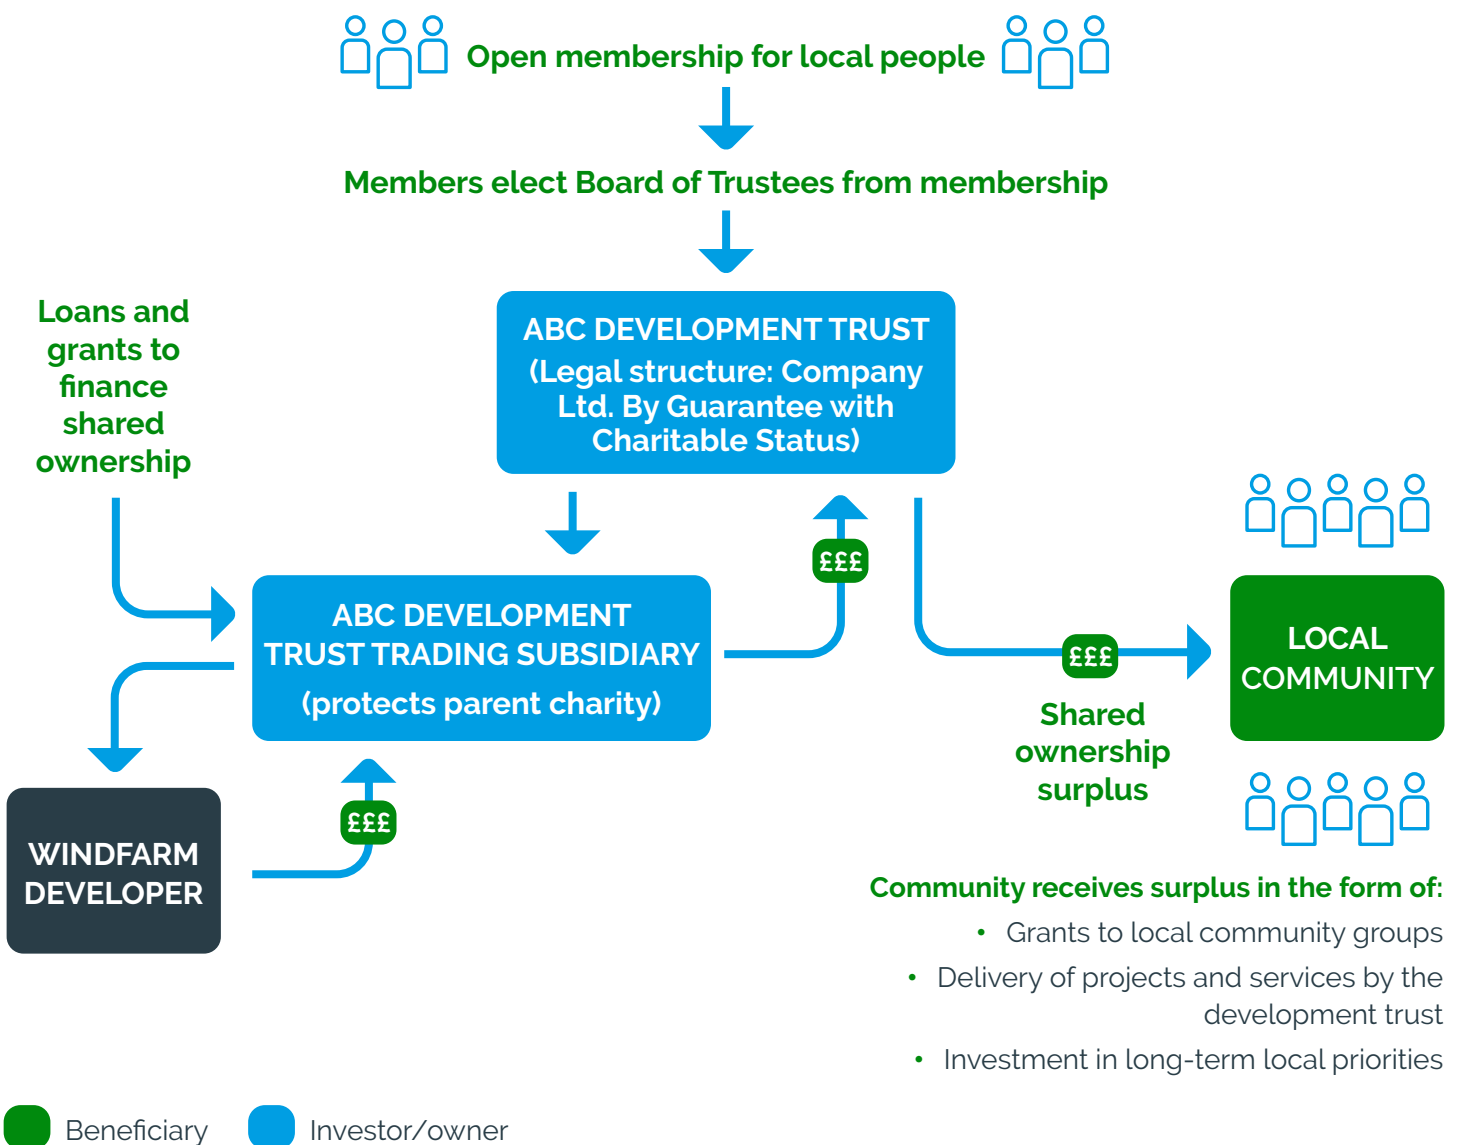 Open membership for local people
Members elect Board of Trustees from membership
Loans and
grants to
finance
shared
ownership
ABC DEVELOPMENT TRUST
(Legal structure: Company
Ltd. By Guarantee with
Charitable Status)
£££
ABC DEVELOPMENT
TRUST TRADING SUBSIDIARY
(protects parent charity)
£££
LOCAL
COMMUNITY
Shared
ownership
surplus
£££
WINDFARM
DEVELOPER
Community receives surplus in the form of:
• Grants to local community groups
• Delivery of projects and services by the
development trust
• Investment in long-term local priorities
Beneficiary
Investor/owner